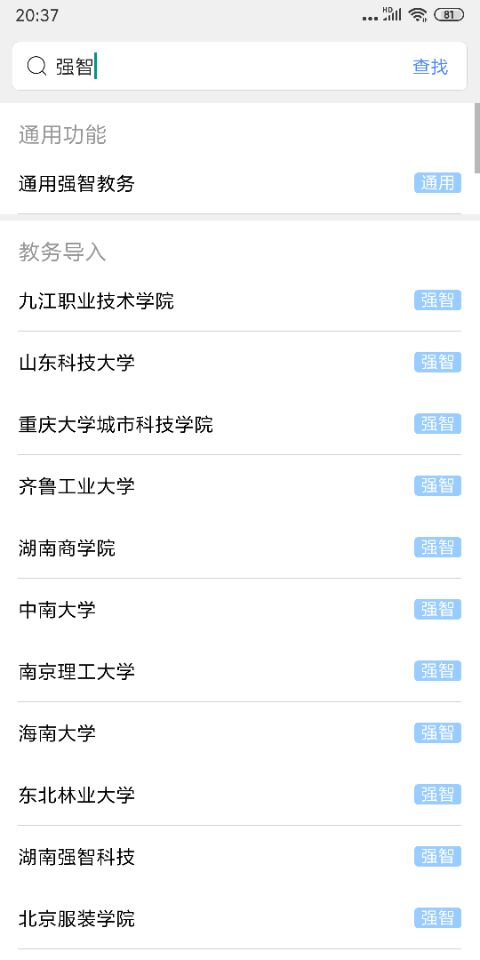 20:37
HD
81
强智
查找
通用功能
通用强智教务
通用
教务导入
九江职业技术学院
强智
山东科技大学
强智
重庆大学城市科技学院
强智
齐鲁工业大学
强智
湖南商学院
强智
中南大学
强智
南京理工大学
强智
海南大学
强智
东北林业大学
强智
湖南强智科技
强智
北京服装学院
强智